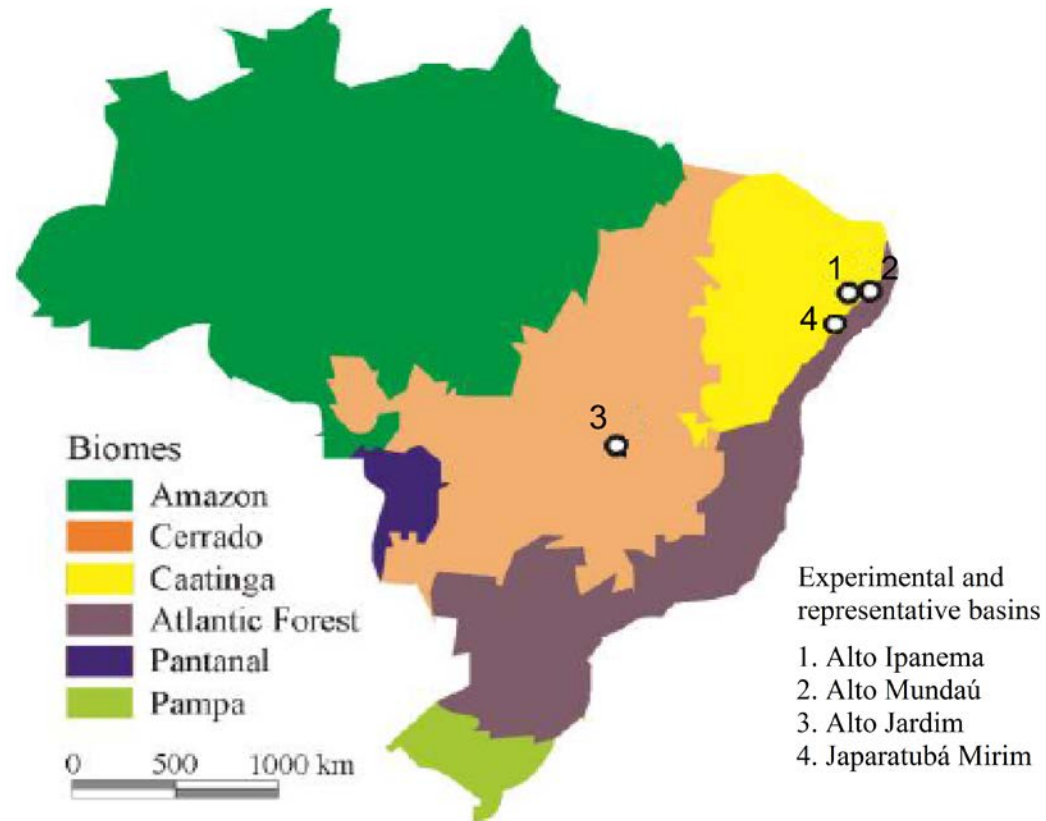 1
2
4
3
Biomes
Amazon
Cerrado
Caatinga
Atlantic Forest
Pantanal
Pampa
0 500 1000 km
Experimental and
representative basins
1. Alto Ipanema
2. Alto Mundaú
3. Alto Jardim
4. Japaratubá Mirim